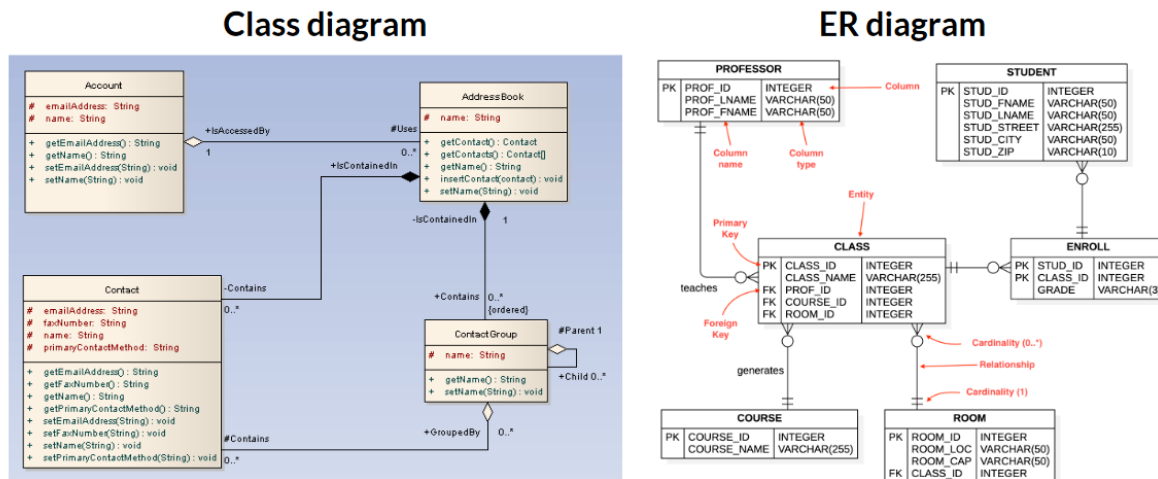 Class diagram
Account
# emailAddress: String
# name: String
+ getEmailAddress() : String
+ getName() : String
+ setEmailAddress(String) : void
+ setName(String) : void
+IsAccessedBy
1
#Uses
0..*
AddressBook
# name: String
+ getContact() : Contact
+ getContacts() : Contact[]
+ getName() : String
+ insertContact(contact) : void
+ setName(String) : void
+IsContainedIn
-IsContainedIn
1
-Contains
0..*
+Contains
0..*
{ordered}
Contact
# emailAddress: String
# faxNumber: String
# name: String
# primaryContactMethod: String
+ getEmailAddress() : String
+ getFaxNumber() : String
+ getName() : String
+ getPrimaryContactMethod() : String
+ setEmailAddress(String) : void
+ setFaxNumber(String) : void
+ setName(String) : void
+ setPrimaryContactMethod(String) : void
ContactGroup
# name: String
+ getName() : String
+ setName(String) : void
#Parent 1
+Child 0..*
+GroupedBy
0..*
#Contains
0..*
ER diagram
PROFESSOR
PK PROF_ID INTEGER
PROF_LNAME VARCHAR(50)
PROF_FNAME VARCHAR(50)
Column
Column name
Column type
STUDENT
PK STUD_ID INTEGER
STUD_FNAME VARCHAR(50)
STUD_LNAME VARCHAR(50)
STUD_STREET VARCHAR(255)
STUD_CITY VARCHAR(50)
STUD_ZIP VARCHAR(10)
Entity
Primary Key
CLASS
PK CLASS_ID INTEGER
CLASS_NAME VARCHAR(255)
FK PROF_ID INTEGER
FK COURSE_ID INTEGER
FK ROOM_ID INTEGER
teaches
Foreign Key
ENROLL
PK STUD_ID INTEGER
PK CLASS_ID INTEGER
GRADE VARCHAR(3
Cardinality (0..*)
Relationship
Cardinality (1)
generates
COURSE
PK COURSE_ID INTEGER
COURSE_NAME VARCHAR(255)
ROOM
PK ROOM_ID INTEGER
ROOM_LOC VARCHAR(50)
ROOM_CAP VARCHAR(50)
FK CLASS_ID INTEGER